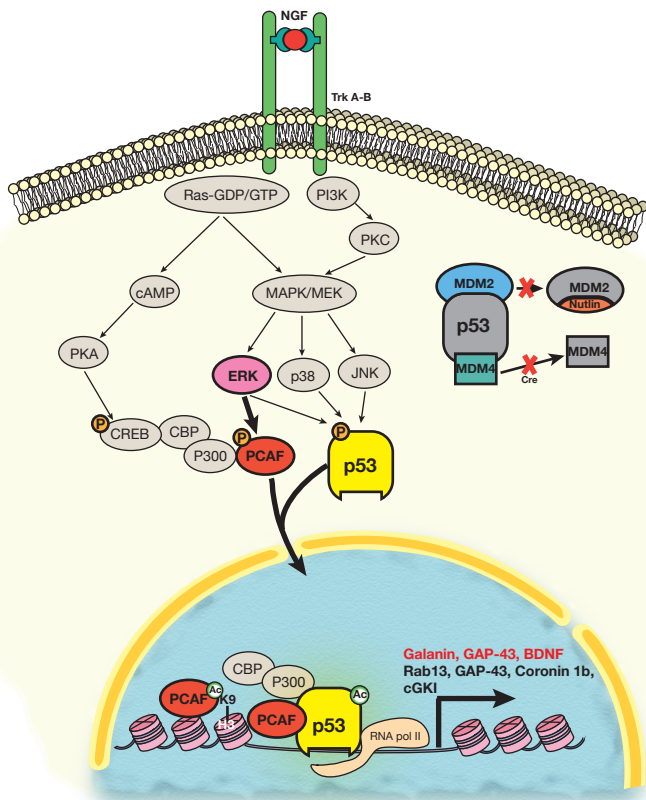 NGF
Trk A-B
Ras-GDP/GTP
PI3K
PKC
cAMP
MAPK/MEK
MDM2
MDM2
Nutlin
p53
MDM4
MDM4
Cre
PKA
ERK
p38
JNK
P
CREB
CBP
P300
P
PCAF
P
p53
Galanin, GAP-43, BDNF
Rab13, GAP-43, Coronin 1b,
cGKI
CBP
P300
PCAF
Ac
K9
H3
PCAF
p53
Ac
RNA pol II